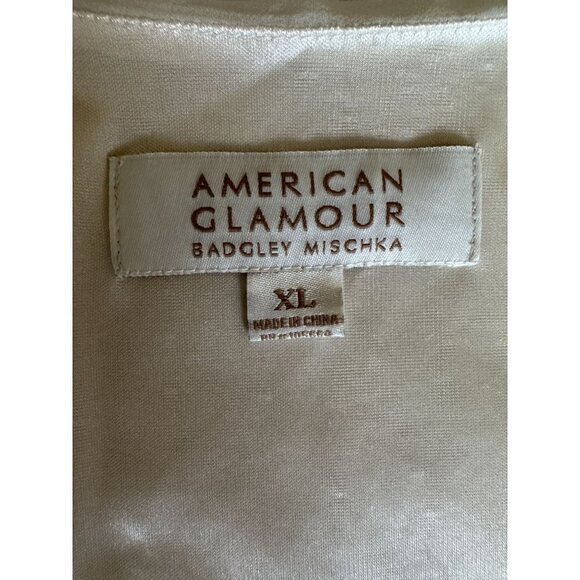 AMERICAN
GLAMOUR
BADGLEY MISCHKA
XL
MADE IN CHINA